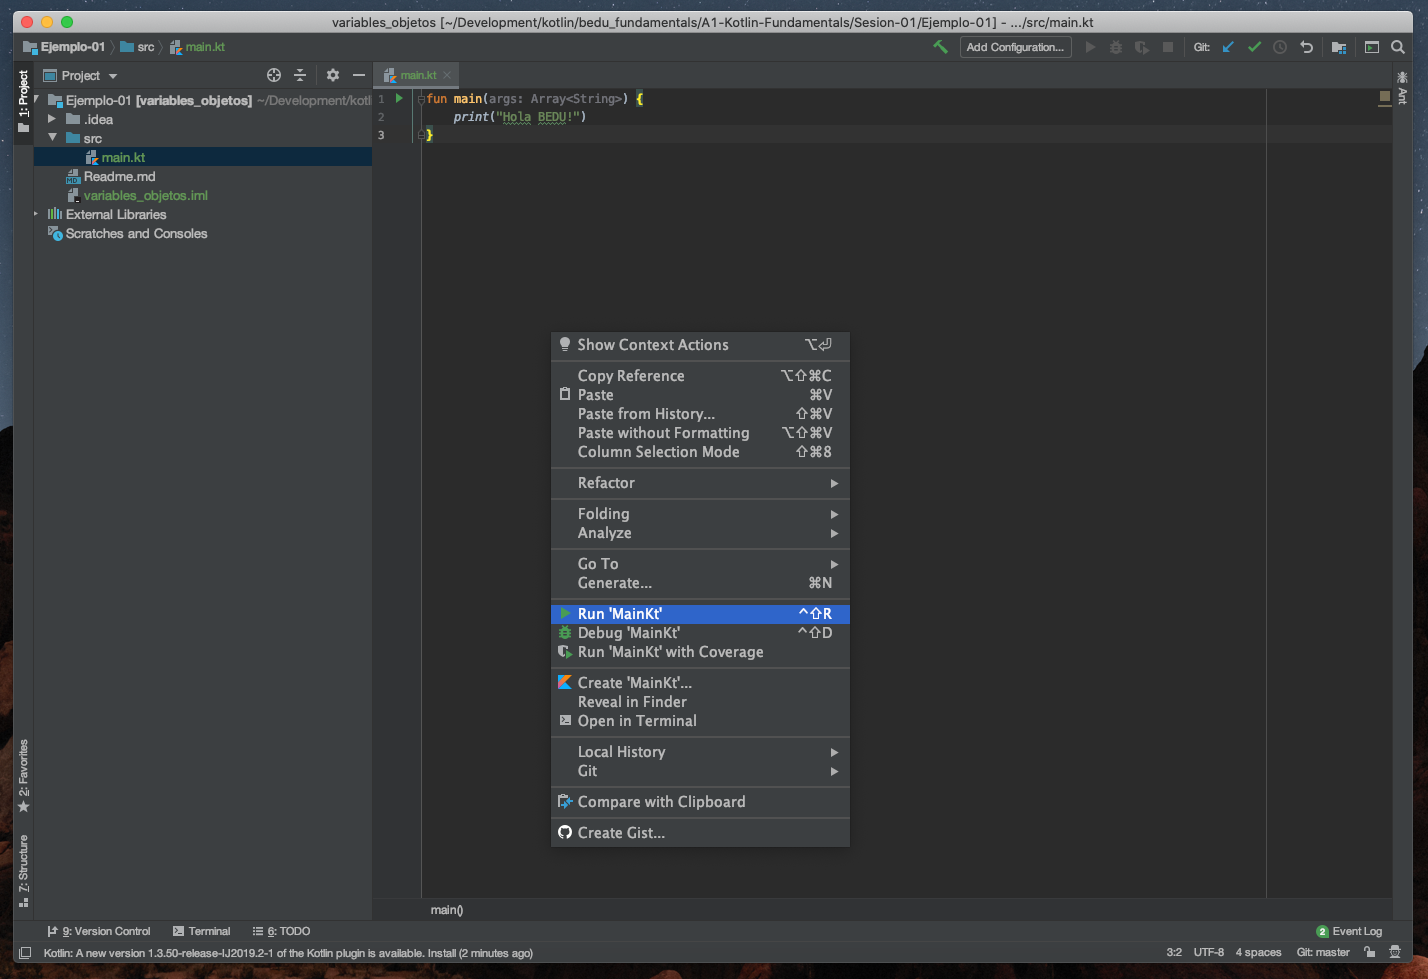 variables_objetos [~/Development/kotlin/bedu_fundamentals/A1-Kotlin-Fundamentals/Sesion-01/Ejemplo-01] - .../src/main.kt
Ejemplo-01 src main.kt
Add Configuration...
Git:
1: Project
Project
main.kt
Ant
Ejemplo-01 [variables_objetos] ~/Development/kotl
.idea
src
main.kt
Readme.md
variables_objetos.iml
External Libraries
Scratches and Consoles
1 fun main(args: Array<String>) {
2 print("Hola BEDU!")
3 }
Show Context Actions ⌥⏎
Copy Reference ⌥⇧⌘C
Paste ⌘V
Paste from History... ⇧⌘V
Paste without Formatting ⌥⇧⌘V
Column Selection Mode ⇧⌘8
Refactor
Folding
Analyze
Go To
Generate... ⌘N
Run 'MainKt' ^⇧R
Debug 'MainKt' ^⇧D
Run 'MainKt' with Coverage
Create 'MainKt'...
Reveal in Finder
Open in Terminal
Local History
Git
Compare with Clipboard
Create Gist...
2: Favorites
7: Structure
main()
9: Version Control
Terminal
6: TODO
2 Event Log
Kotlin: A new version 1.3.50-release-IJ2019.2-1 of the Kotlin plugin is available. Install (2 minutes ago)
3:2 UTF-8 4 spaces Git: master